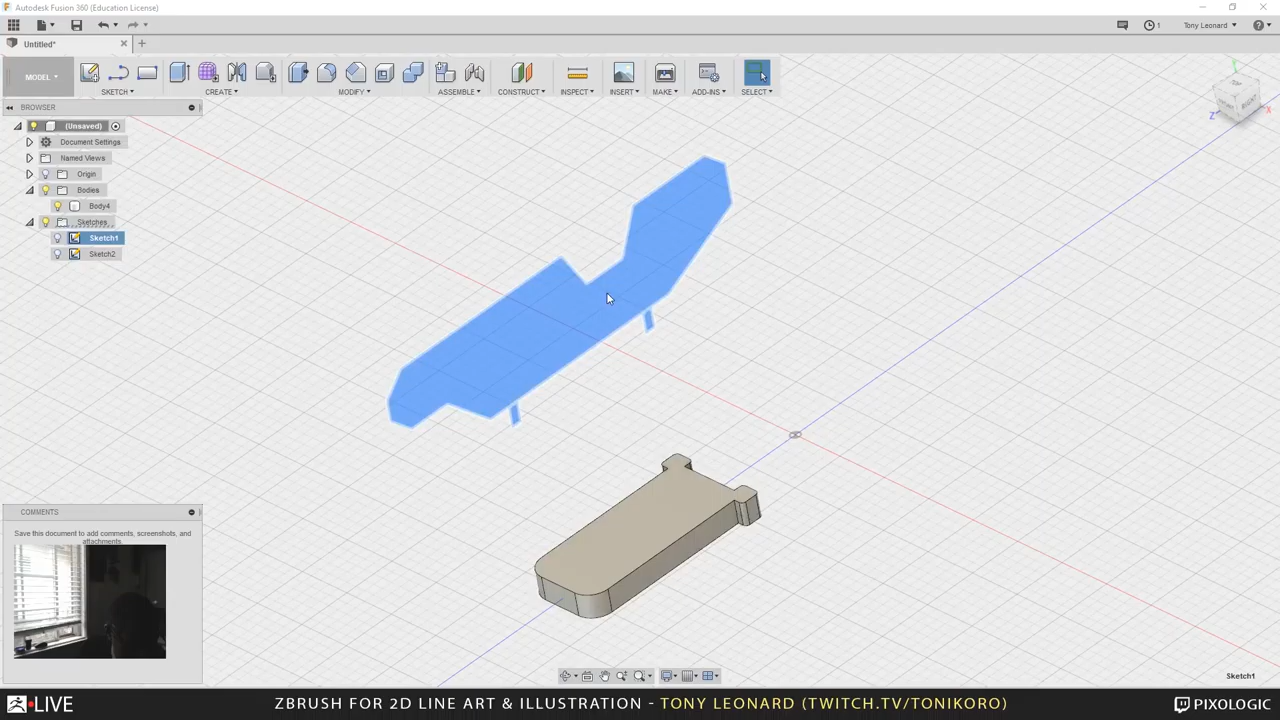 Autodesk Fusion 360 (Education License)
1
Tony Leonard
Untitled*
MODEL
SKETCH
CREATE
MODIFY
ASSEMBLE
CONSTRUCT
INSPECT
INSERT
MAKE
ADD-INS
SELECT
BROWSER
(Unsaved)
Document Settings
Named Views
Origin
Bodies
Body4
Sketches
Sketch1
Sketch2
Z
X
RIGHT
COMMENTS
Save this document to add comments, screenshots, and
attachments.
Sketch1
LIVE
ZBRUSH FOR 2D LINE ART & ILLUSTRATION - TONY LEONARD (TWITCH.TV/TONIKORO)
PIXOLOGIC